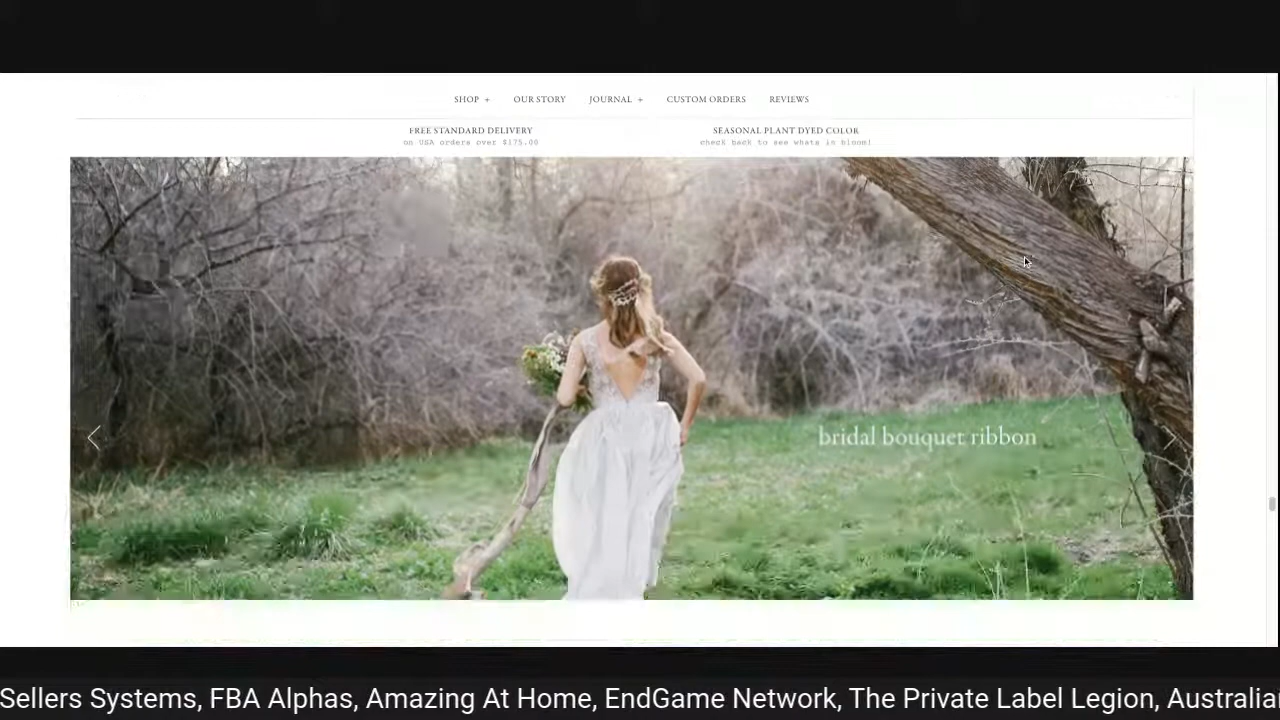 SHOP + OUR STORY JOURNAL + CUSTOM ORDERS REVIEWS
FREE STANDARD DELIVERY
on USA orders over $175.00
SEASONAL PLANT DYED COLOR
check back to see whats in bloom!
bridal bouquet ribbon
Sellers Systems, FBA Alphas, Amazing At Home, EndGame Network, The Private Label Legion, Australia